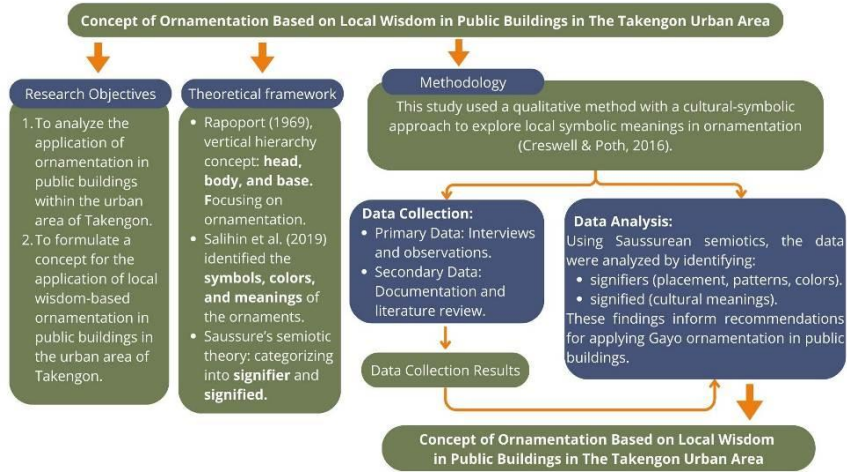 Concept of Ornamentation Based on Local Wisdom in Public Buildings in The Takengon Urban Area
Research Objectives
1. To analyze the
application of
ornamentation in
public buildings
within the urban
area of Takengon.
2. To formulate a
concept for the
application of local
wisdom-based
ornamentation in
public buildings in
the urban area of
Takengon.
Theoretical framework
• Rapoport (1969),
vertical hierarchy
concept: head,
body, and base.
Focusing on
ornamentation.
• Salihin et al. (2019)
identified the
symbols, colors,
and meanings of
the ornaments.
• Saussure's semiotic
theory: categorizing
into signifier and
signified.
Methodology
This study used a qualitative method with a cultural-symbolic
approach to explore local symbolic meanings in ornamentation
(Creswell & Poth, 2016).
Data Collection:
• Primary Data: Interviews
and observations.
• Secondary Data:
Documentation and
literature review.
Data Collection Results
Data Analysis:
Using Saussurean semiotics, the data
were analyzed by identifying:
• signifiers (placement, patterns, colors).
• signified (cultural meanings).
These findings inform recommendations
for applying Gayo ornamentation in public
buildings.
Concept of Ornamentation Based on Local Wisdom
in Public Buildings in The Takengon Urban Area